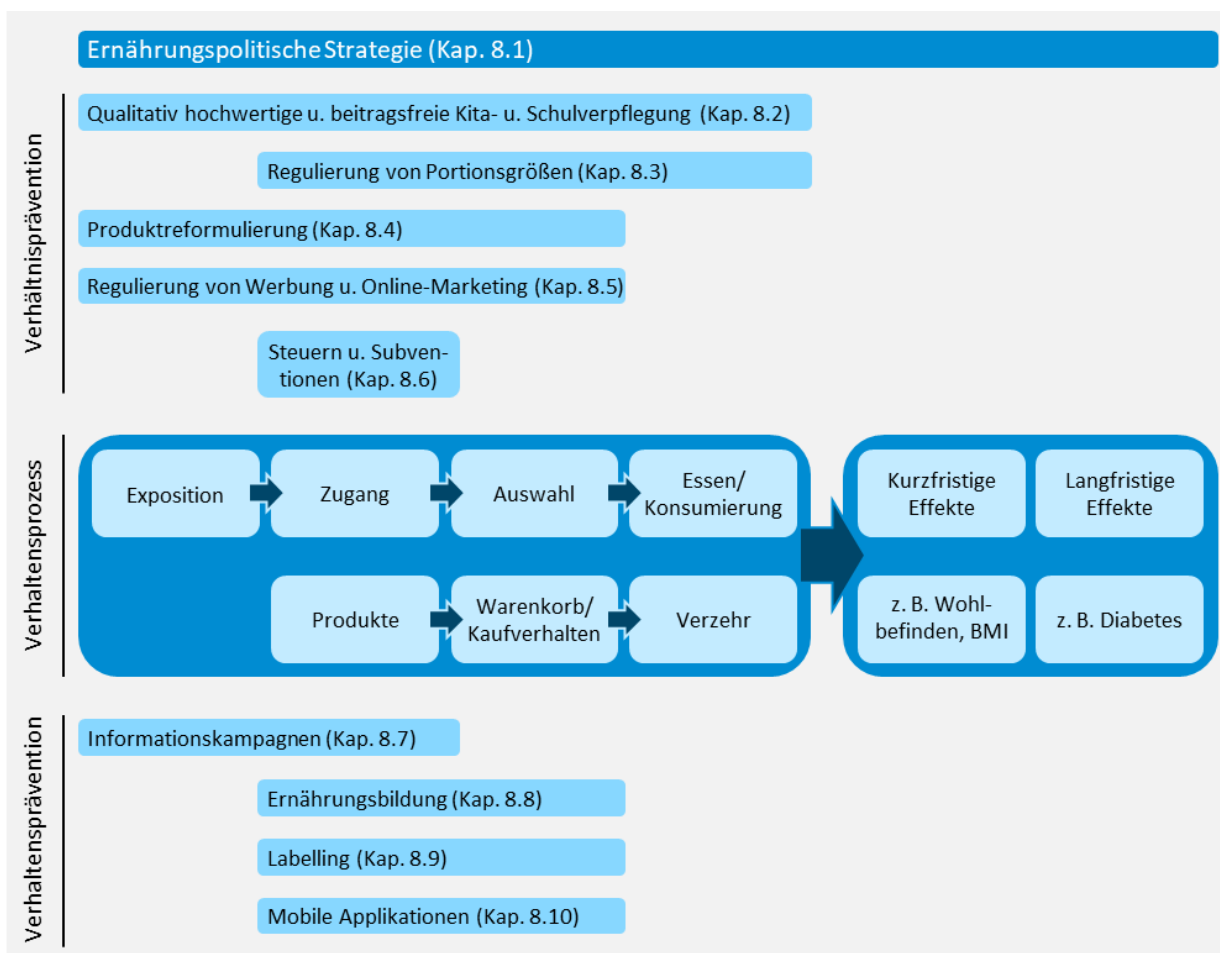 Ernährungspolitische Strategie (Kap. 8.1)
Verhältnisprävention
Qualitativ hochwertige u. beitragsfreie Kita- u. Schulverpflegung (Kap. 8.2)
Regulierung von Portionsgrößen (Kap. 8.3)
Produktreformulierung (Kap. 8.4)
Regulierung von Werbung u. Online-Marketing (Kap. 8.5)
Steuern u. Subven-
tionen (Kap. 8.6)
Verhaltensprozess
Exposition
Zugang
Auswahl
Essen/
Konsumierung
Kurzfristige
Effekte
Langfristige
Effekte
Produkte
Warenkorb/
Kaufverhalten
Verzehr
z. B. Wohl-
befinden, BMI
z. B. Diabetes
Verhaltensprävention
Informationskampagnen (Kap. 8.7)
Ernährungsbildung (Kap. 8.8)
Labelling (Kap. 8.9)
Mobile Applikationen (Kap. 8.10)